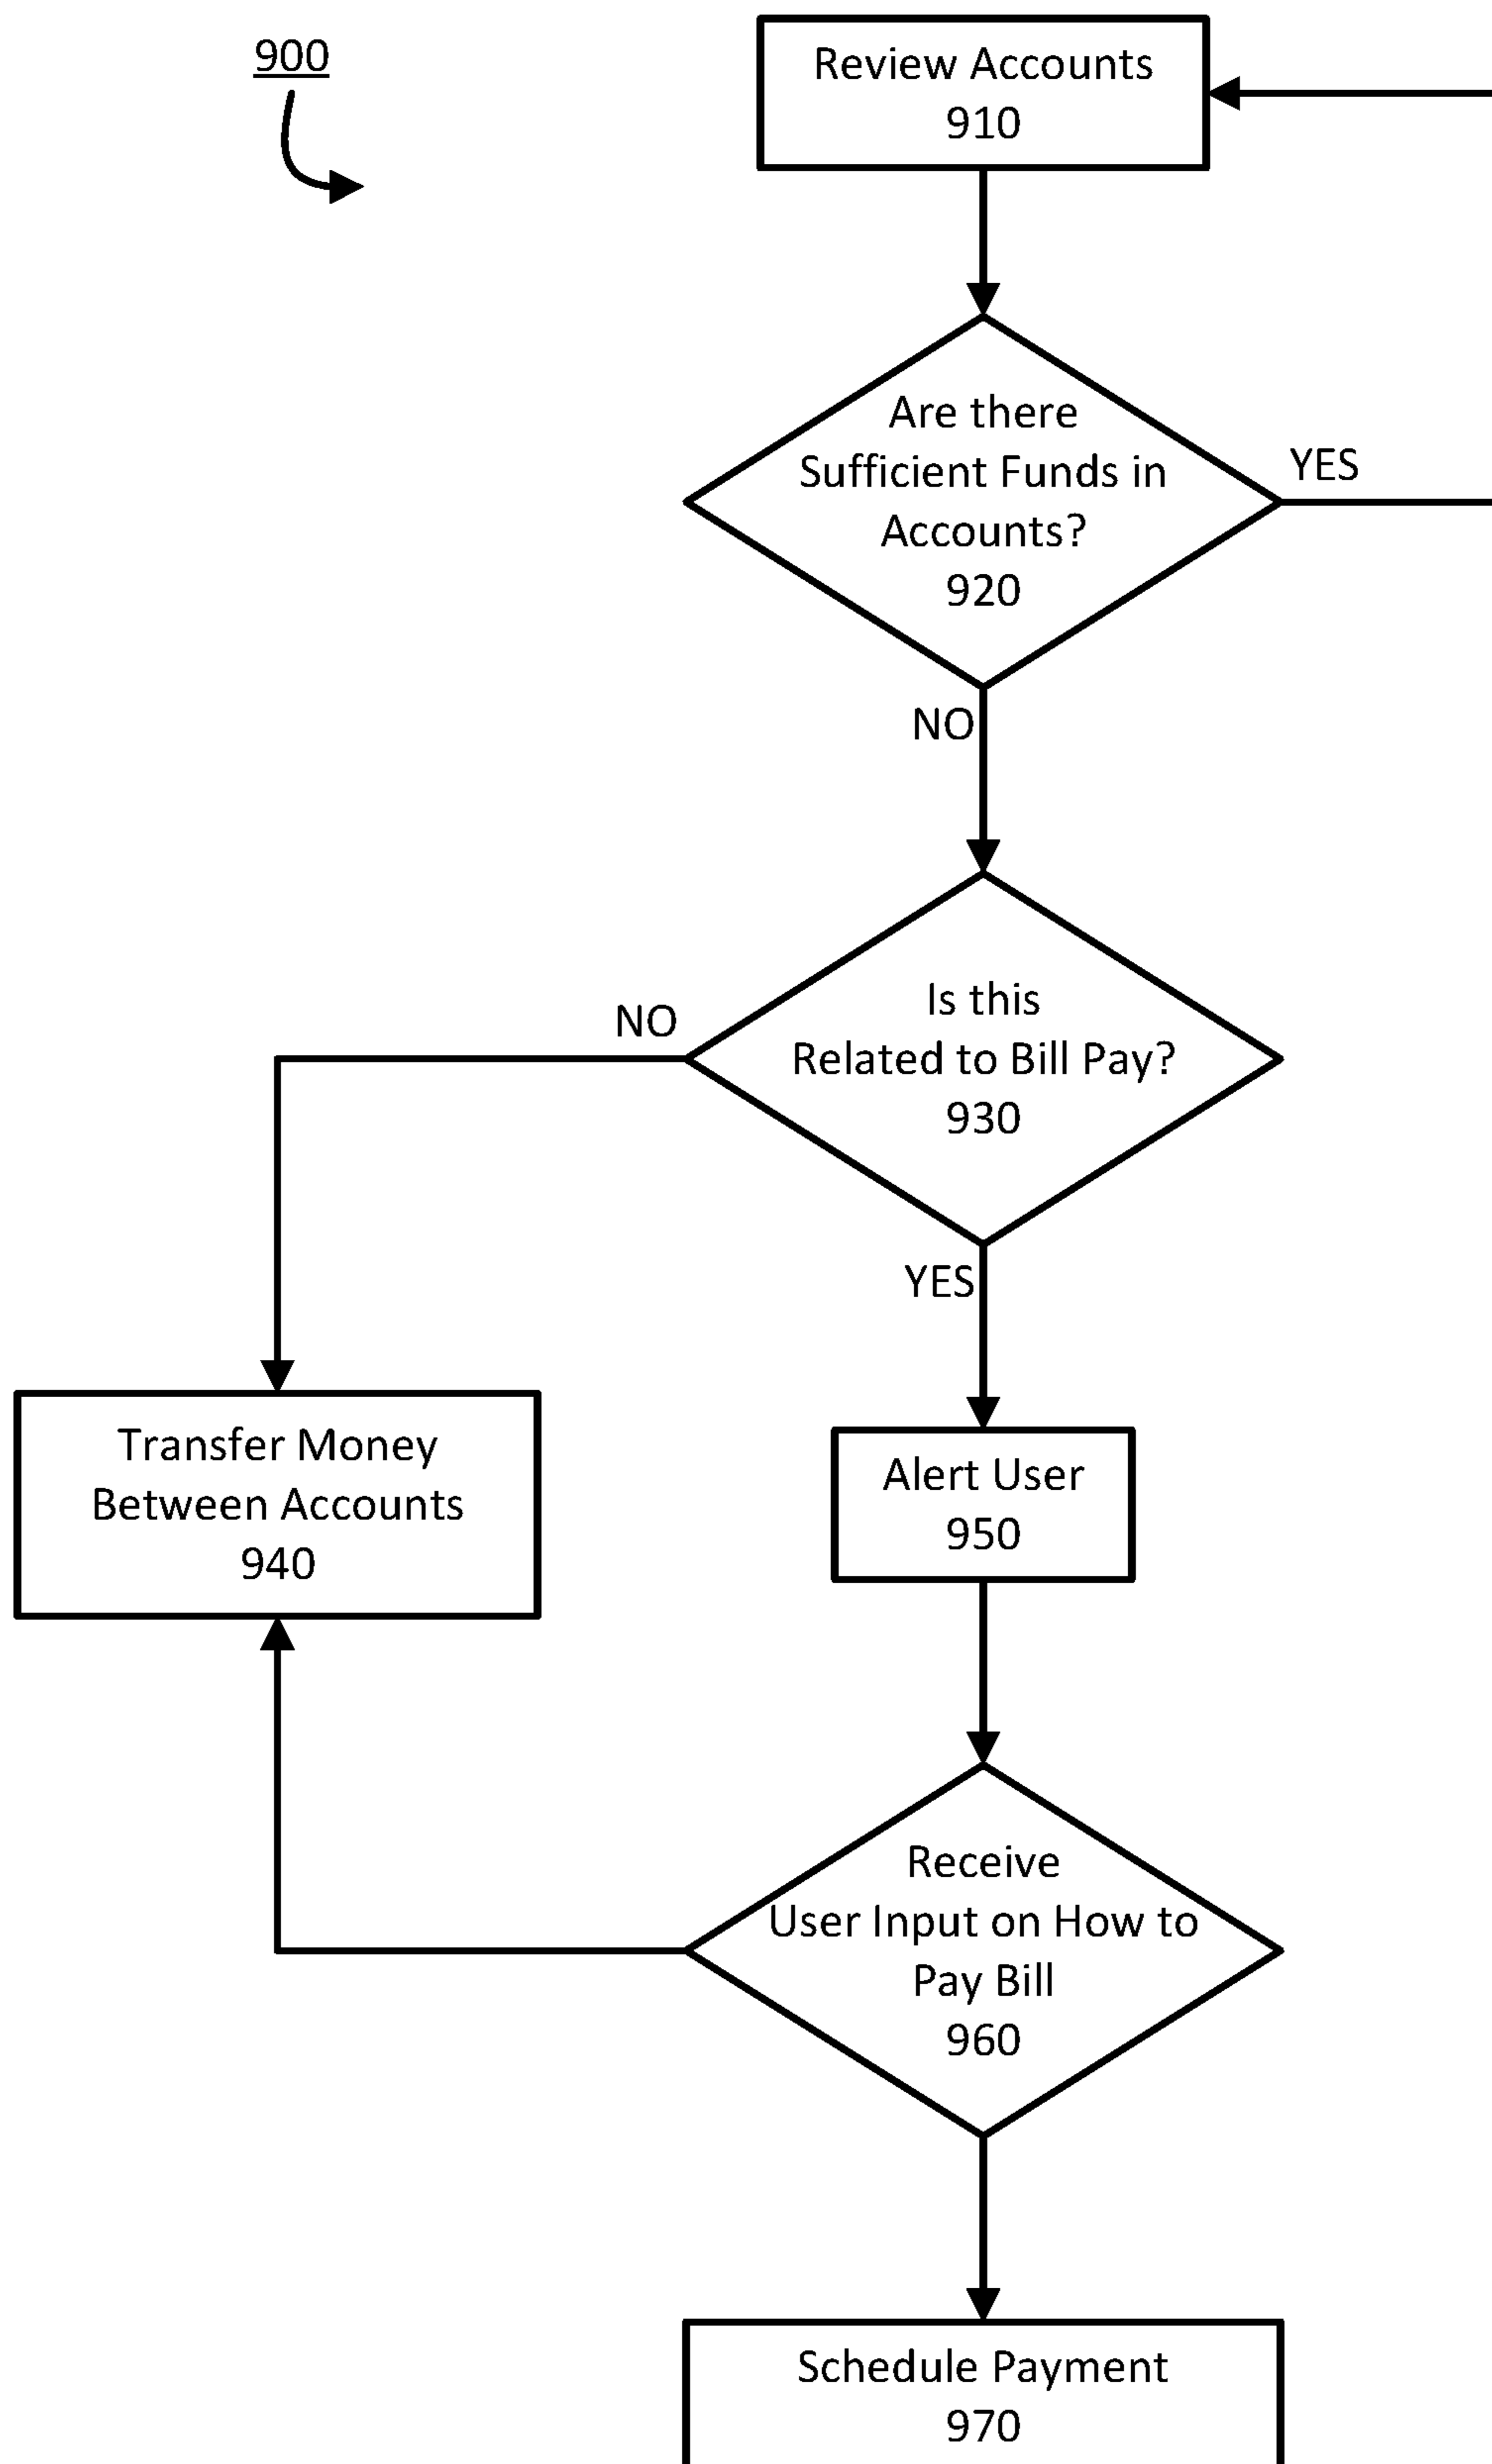 900
Review Accounts
910
Are there
Sufficient Funds in
Accounts?
920
YES
NO
Is this
Related to Bill Pay?
930
NO
YES
Transfer Money
Between Accounts
940
Alert User
950
Receive
User Input on How to
Pay Bill
960
Schedule Payment
970